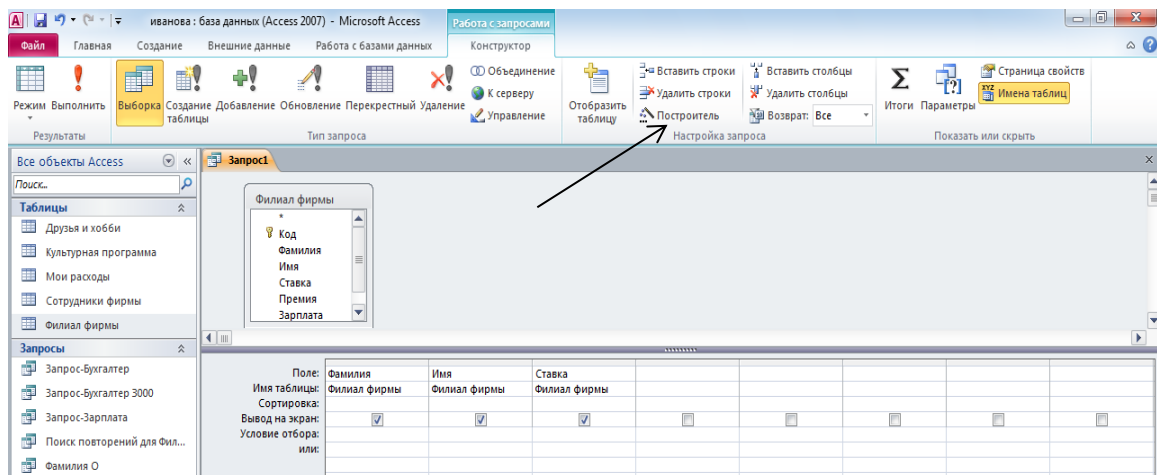 иванова : база данных (Access 2007) - Microsoft Access
Работа с запросами
Файл Главная Создание Внешние данные Работа с базами данных Конструктор
Режим Выполнить Выборка Создание таблицы Добавление Обновление Перекрестный Удаление
Объединение
К серверу
Управление
Отобразить таблицу
Вставить строки
Удалить строки
Построитель
Вставить столбцы
Удалить столбцы
Возврат: Все
Итоги Параметры
Страница свойств
Имена таблиц
Результаты Тип запроса Настройка запроса Показать или скрыть
Все объекты Access
Поиск...
Таблицы
Друзья и хобби
Культурная программа
Мои расходы
Сотрудники фирмы
Филиал фирмы
Запросы
Запрос-Бухгалтер
Запрос-Бухгалтер 3000
Запрос-Зарплата
Поиск повторений для Фил...
Фамилия О
Запрос1
Филиал фирмы
*
Код
Фамилия
Имя
Ставка
Премия
Зарплата
Поле: Фамилия Имя Ставка
Имя таблицы: Филиал фирмы Филиал фирмы Филиал фирмы
Сортировка:
Вывод на экран:
Условие отбора:
или: